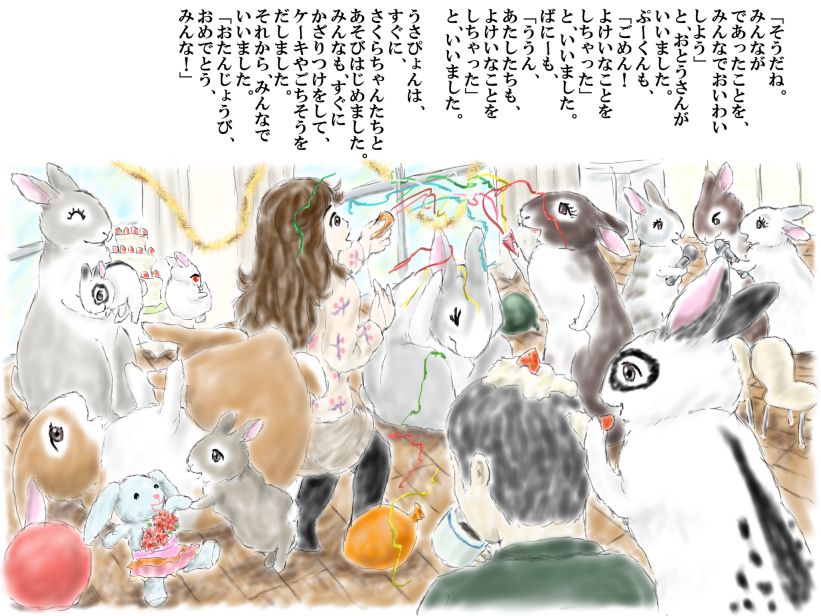 「そうだね。
みんなが
であったことを、
みんなでおいわい
しよう」
と、おとうさんが
いいました。
ぷーくんも、
「ごめん！
よけいなことを
しちゃった」
と、いいました。
ばにーも、
「ううん、
あたしたちも、
よけいなことを
しちゃった」
と、いいました。
うさぴょんは、
すぐに、
さくらちゃんたちと
あそびはじめました。
みんなも、すぐに
かざりつけをして、
ケーキやごちそうを
だしました。
それから、みんなで
いいました。
「おたんじょうび、
おめでとう、
みんな！」